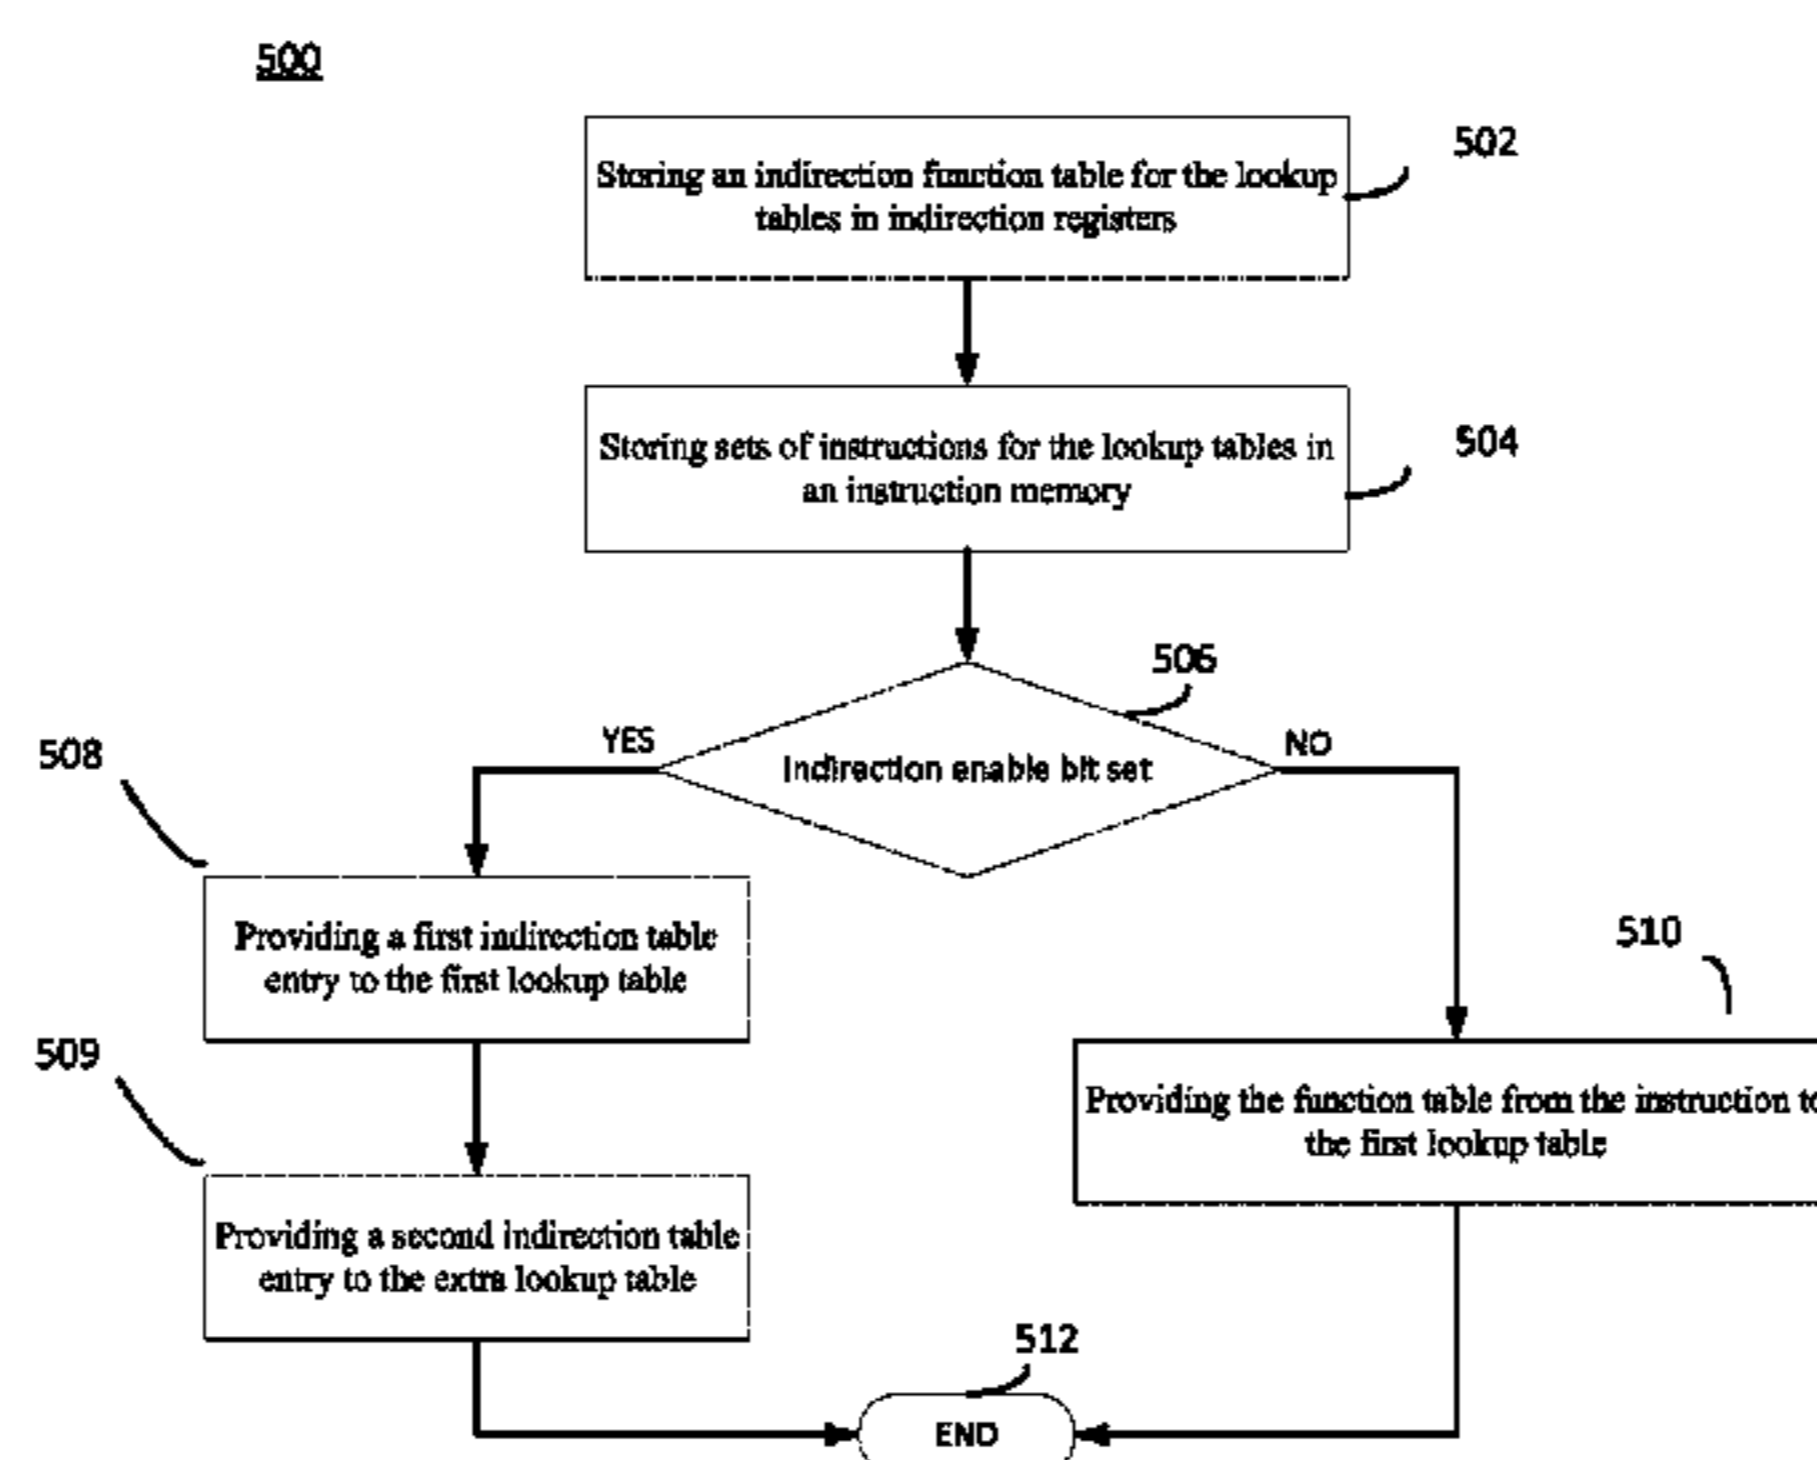 500
502
Storing an indirection function table for the lookup
tables in indirection registers
504
Storing sets of instructions for the lookup tables in
an instruction memory
506
YES
Indirection enable bit set
NO
508
Providing a first indirection table
entry to the first lookup table
510
509
Providing the function table from the instruction to
the first lookup table
Providing a second indirection table
entry to the extra lookup table
512
END